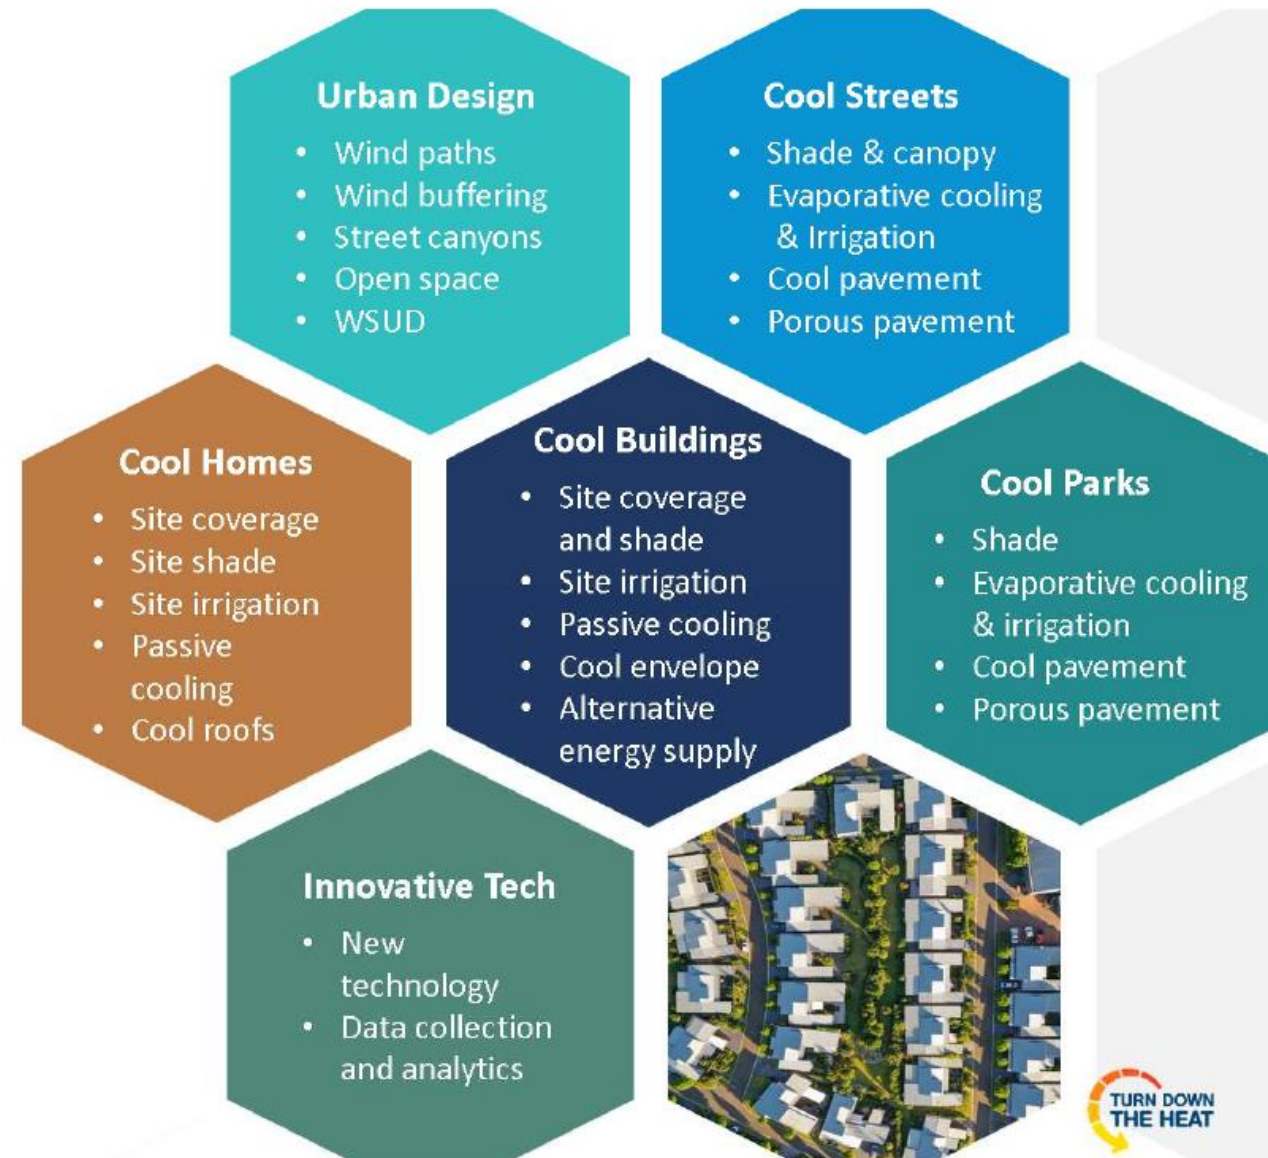 Urban Design
• Wind paths
• Wind buffering
• Street canyons
• Open space
• WSUD
Cool Streets
• Shade & canopy
• Evaporative cooling
& Irrigation
• Cool pavement
• Porous pavement
Cool Homes
• Site coverage
• Site shade
• Site irrigation
• Passive
cooling
• Cool roofs
Cool Buildings
• Site coverage
and shade
• Site irrigation
• Passive cooling
• Cool envelope
• Alternative
energy supply
Cool Parks
• Shade
• Evaporative cooling
& irrigation
• Cool pavement
• Porous pavement
Innovative Tech
• New
technology
• Data collection
and analytics
TURN DOWN
THE HEAT